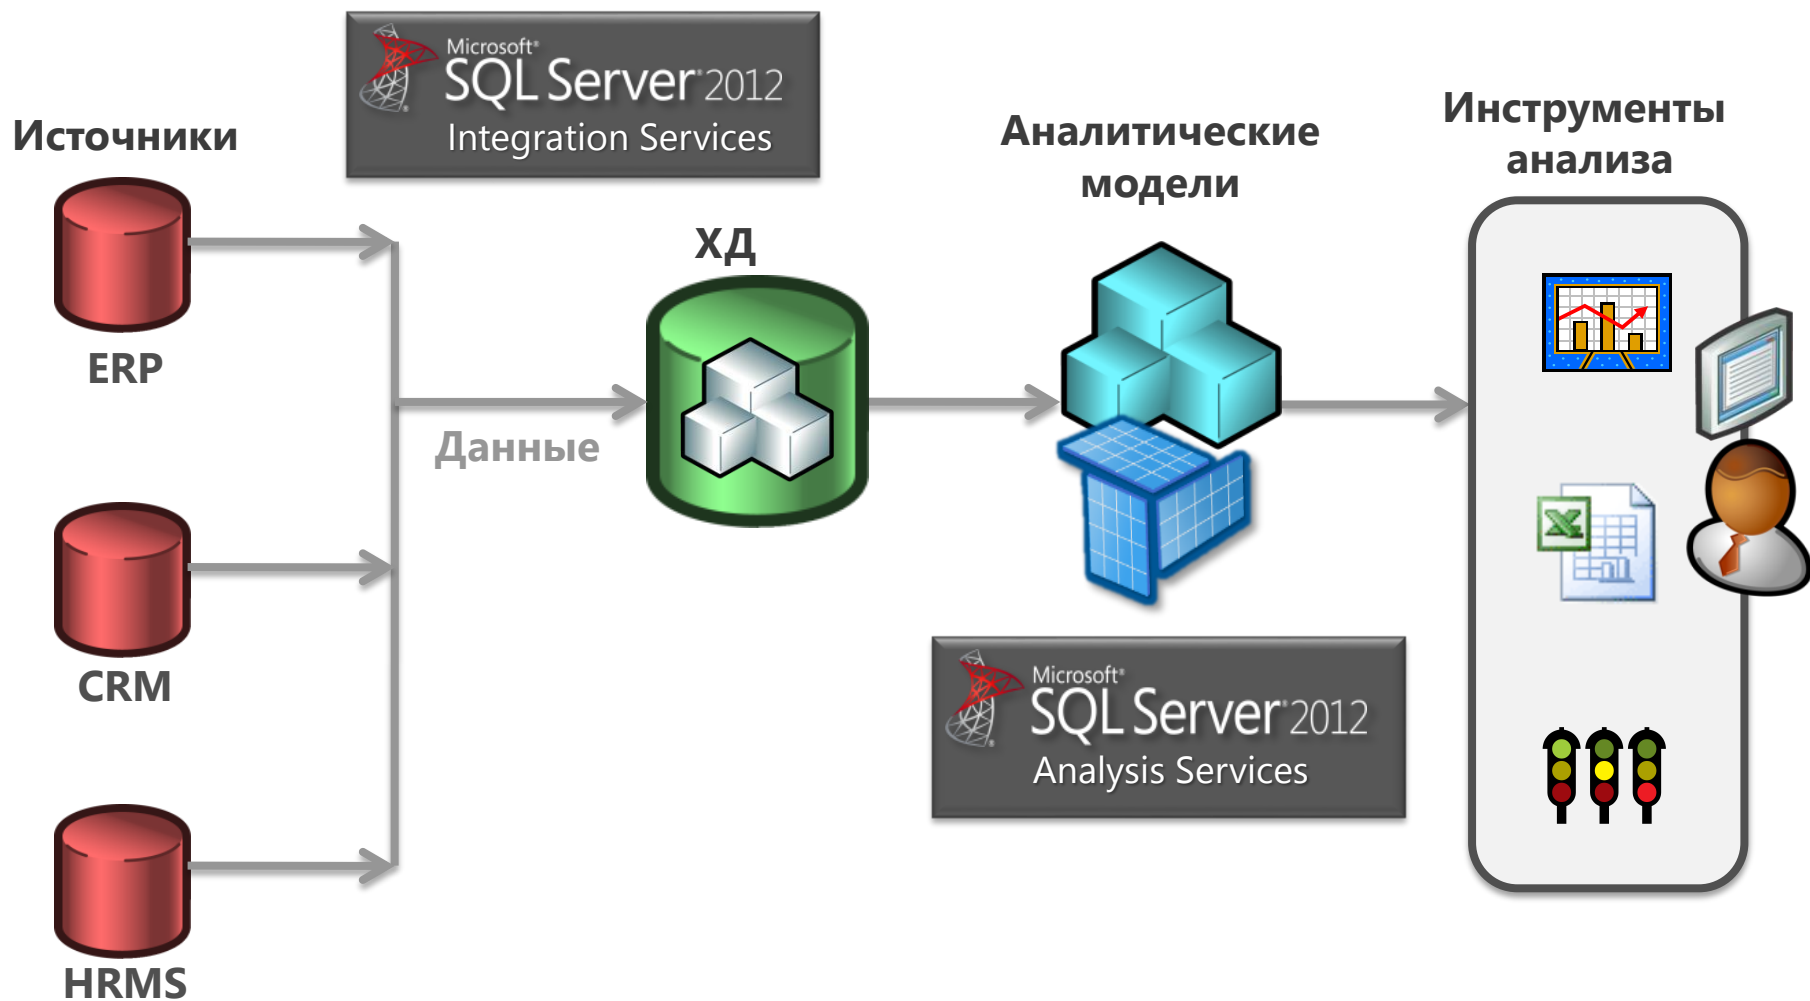 Источники
ERP
CRM
HRMS
Microsoft®
SQL Server® 2012
Integration Services
Данные
ХД
Аналитические
модели
Microsoft®
SQL Server® 2012
Analysis Services
Инструменты
анализа